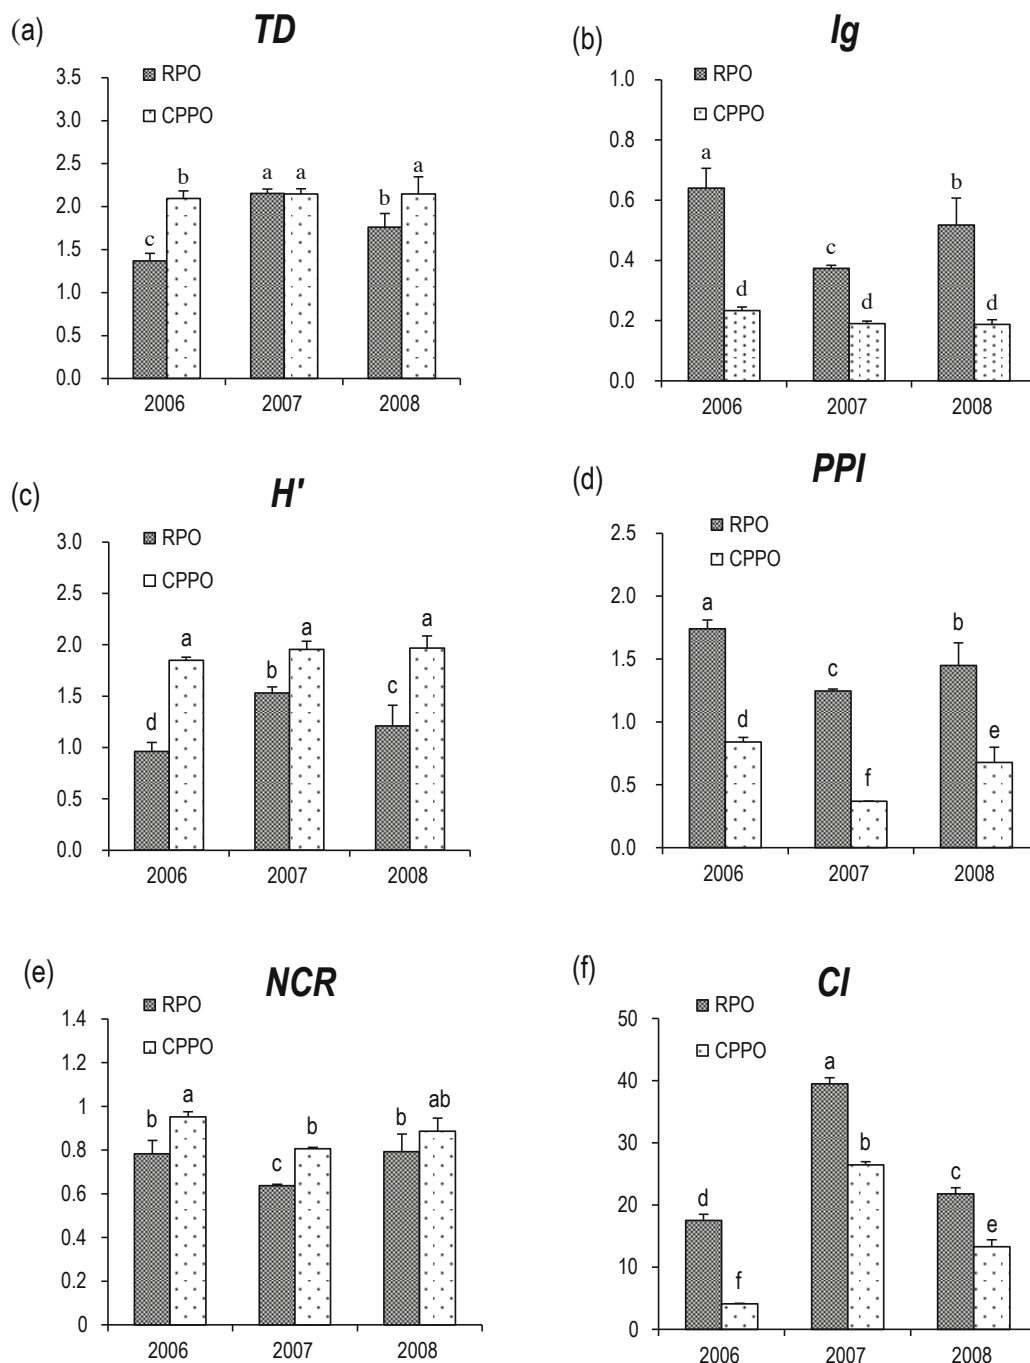 (a) TD
RPO
CPPO
3.5
3.0
2.5
2.0
1.5
1.0
0.5
0.0
c b a a b a
2006 2007 2008
(b) Ig
RPO
CPPO
1.0
0.8
0.6
0.4
0.2
0.0
a d c d b d
2006 2007 2008
(c) H'
RPO
CPPO
3.0
2.5
2.0
1.5
1.0
0.5
0.0
d a b a c a
2006 2007 2008
(d) PPI
RPO
CPPO
2.5
2.0
1.5
1.0
0.5
0.0
a d c f b e
2006 2007 2008
(e) NCR
RPO
CPPO
1.4
1.2
1
0.8
0.6
0.4
0.2
0
b a c b b ab
2006 2007 2008
(f) CI
RPO
CPPO
50
40
30
20
10
0
d f a b c e
2006 2007 2008